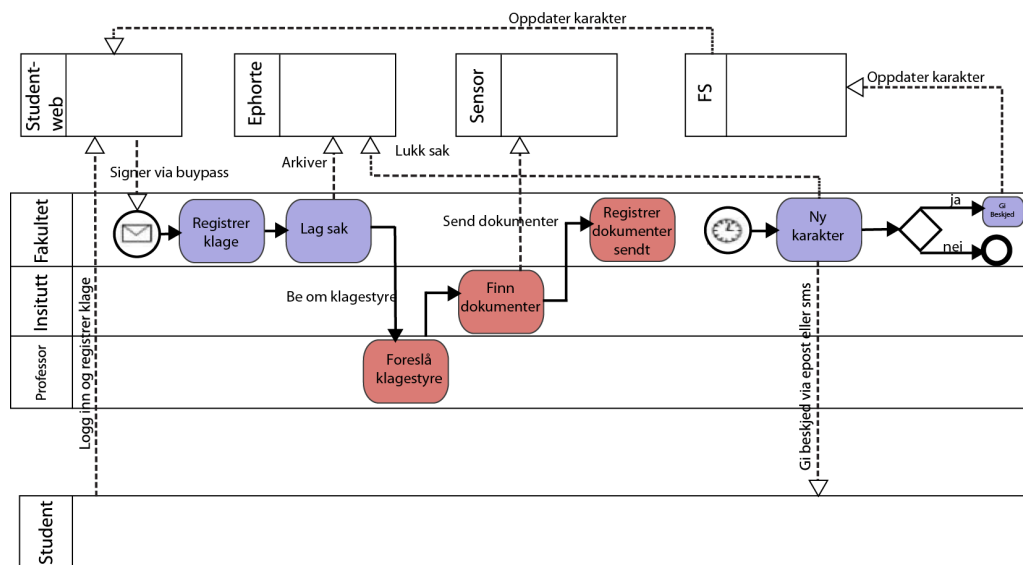 Oppdater karakter
Student-
web
Ephorte
Sensor
FS
Oppdater karakter
Signer via buypass
Arkiver
Lukk sak
Send dokumenter
Fakultet
Registrer
klage
Lag sak
Registrer
dokumenter
sendt
Ny
karakter
ja
nei
Gi
Beskjed
Insitutt
Be om klagestyre
Finn
dokumenter
Professor
Foreslå
klagestyre
Logg inn og registrer klage
Gi beskjed via epost eller sms
Student